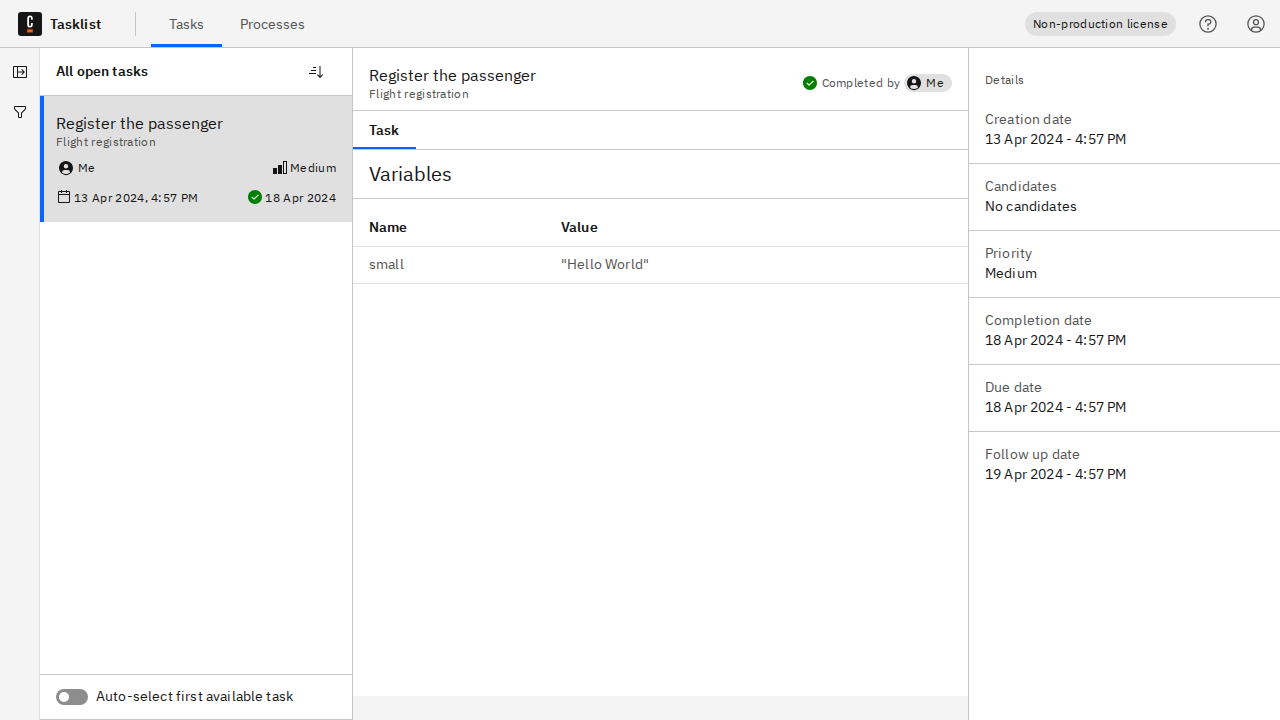 Tasklist
Tasks
Processes
Non-production license
All open tasks
Register the passenger
Flight registration
Me
Medium
13 Apr 2024, 4:57 PM
18 Apr 2024
Auto-select first available task
Register the passenger
Flight registration
Completed by Me
Task
Variables
Name Value
small "Hello World"
Details
Creation date
13 Apr 2024 - 4:57 PM
Candidates
No candidates
Priority
Medium
Completion date
18 Apr 2024 - 4:57 PM
Due date
18 Apr 2024 - 4:57 PM
Follow up date
19 Apr 2024 - 4:57 PM